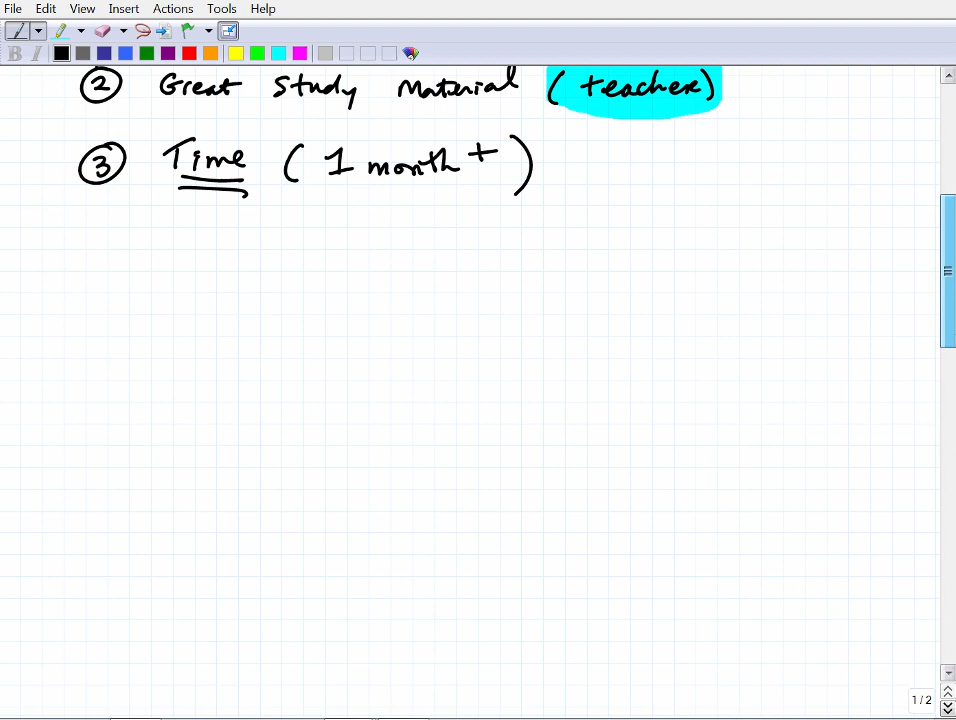 File Edit View Insert Actions Tools Help
B I
② Great Study Material (teacher)
③ Time (1 month +)
1 / 2